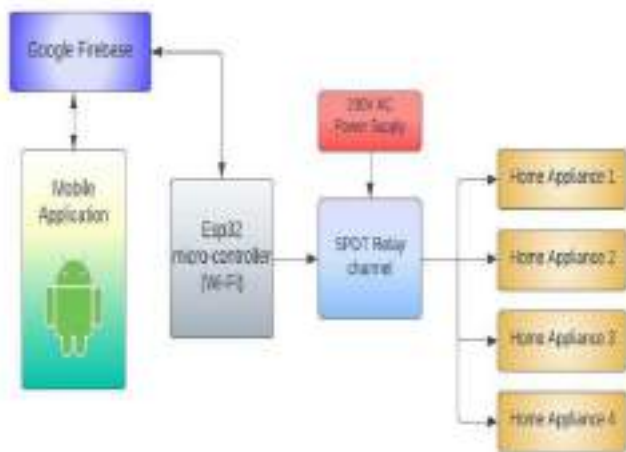 Google Firebase
Mobile
Application
Esp32
micro-controller
(Wi-Fi)
AC
Power Supply
SPDT Relay
channel
Home Appliance 1
Home Appliance 2
Home Appliance 3
Home Appliance 4